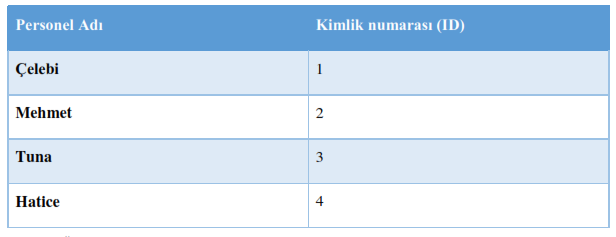 Personel Adı Kimlik numarası (ID)
Çelebi 1
Mehmet 2
Tuna 3
Hatice 4